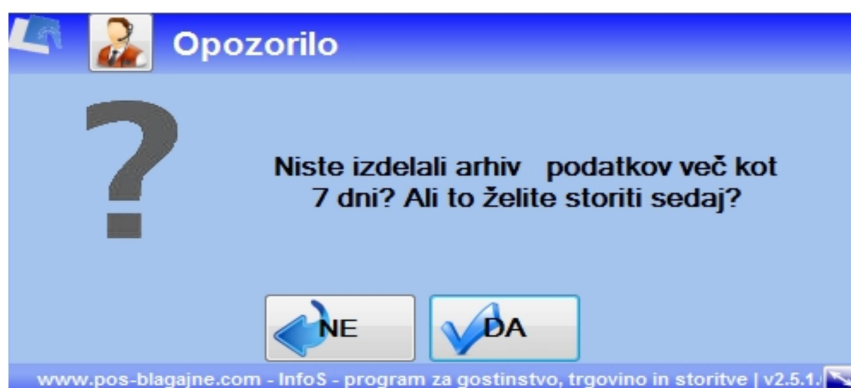 Opozorilo
Niste izdelali arhiv podatkov več kot
7 dni? Ali to želite storiti sedaj?
NE
DA
www.pos-blagajne.com - InfoS - program za gostinstvo, trgovino in storitve | v2.5.1.